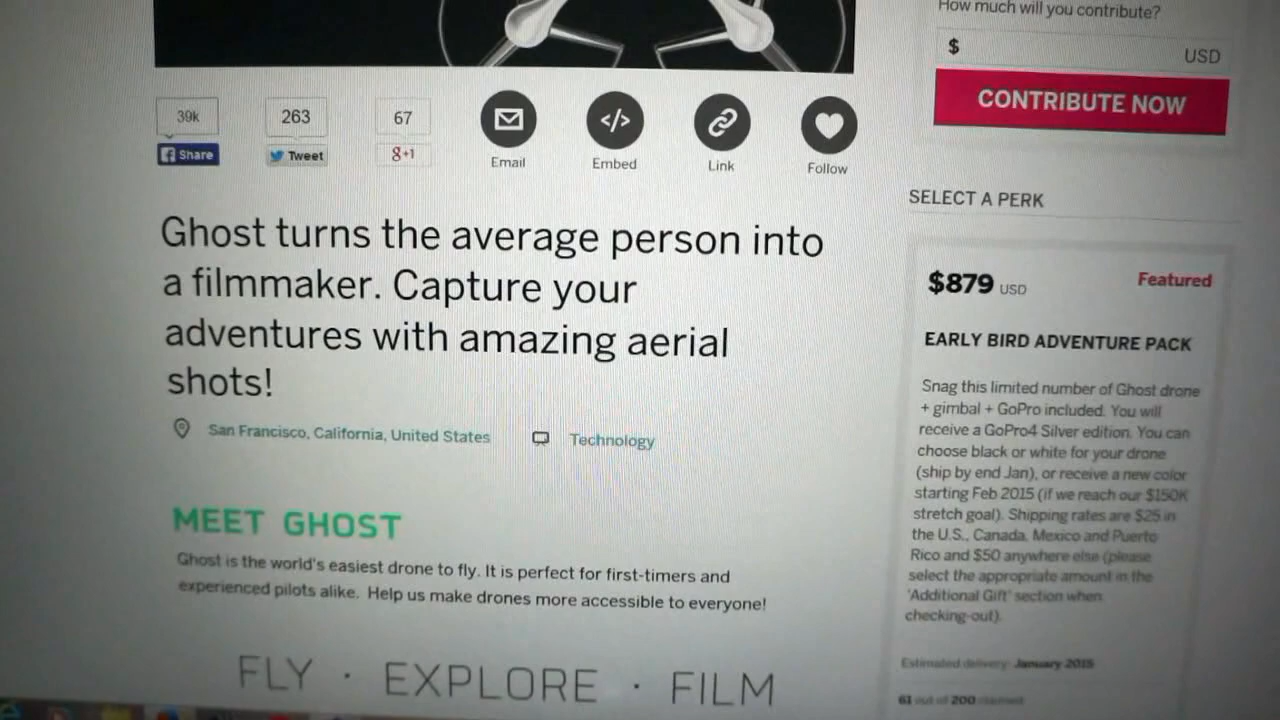 How much will you contribute?
$ USD
CONTRIBUTE NOW
39k
263
67
Share
Tweet
g+1
Email
</>
Embed
Link
Follow
SELECT A PERK
Ghost turns the average person into
a filmmaker. Capture your
adventures with amazing aerial
shots!
San Francisco, California, United States
Technology
MEET GHOST
Ghost is the world's easiest drone to fly. It is perfect for first-timers and
experienced pilots alike. Help us make drones more accessible to everyone!
FLY · EXPLORE · FILM
$879 USD
Featured
EARLY BIRD ADVENTURE PACK
Snag this limited number of Ghost drone
+ gimbal + GoPro included. You will
receive a GoPro4 Silver edition. You can
choose black or white for your drone
(ship by end Jan), or receive a new color
starting Feb 2015 (if we reach our $150K
stretch goal). Shipping rates are $25 in
the U.S., Canada, Mexico and Puerto
Rico and $50 anywhere else (please
select the appropriate amount in the
'Additional Gift' section when
checking-out).
Estimated delivery: January 2015
61 out of 200 claimed